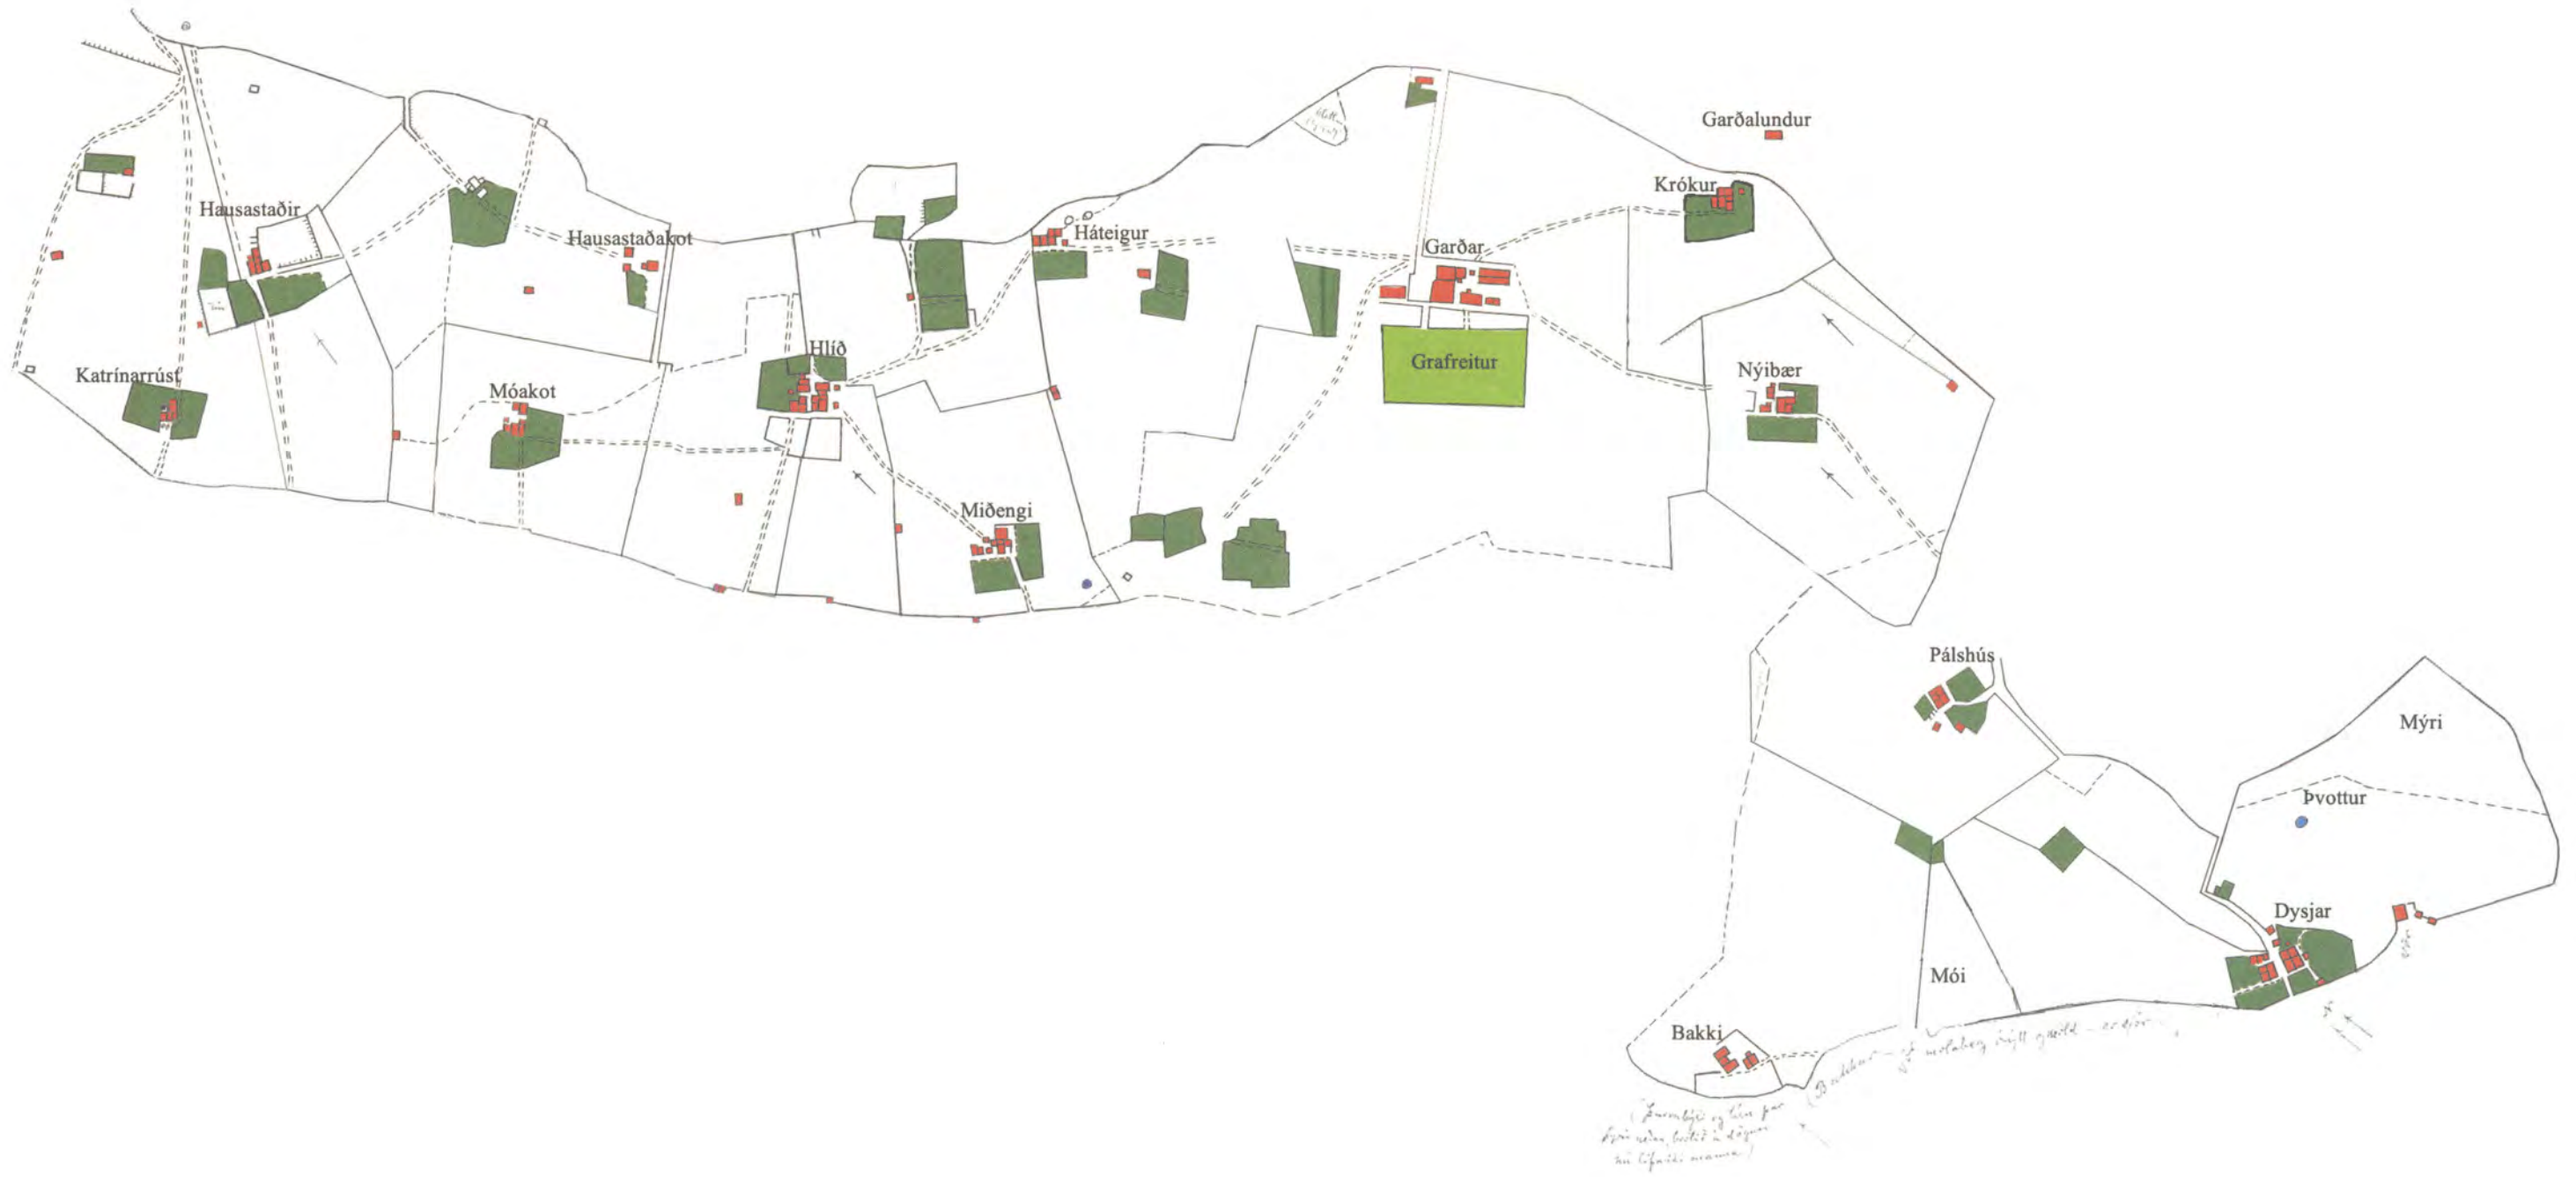 Garðalundur
Krókur
Hausastaðir
Háteigur
Hausastaðakot
Garðar
Hlíð
Grafreitur
Nýibær
Katrínarrúst
Móakot
Miðengi
Pálshús
Mýri
Þvottur
Dysjar
Mói
Bakki